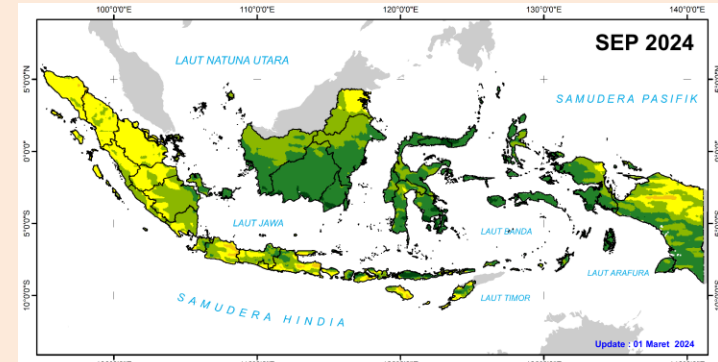 100°0'0"E 110°0'0"E 120°0'0"E 130°0'0"E 140°0'0"E
SEP 2024
LAUT NATUNA UTARA
SAMUDERA PASIFIK
5°0'0"N
0°0'0"
5°0'0"S
10°0'0"S
LAUT JAWA
LAUT BANDA
LAUT ARAFURA
LAUT TIMOR
SAMUDERA HINDIA
Update : 01 Maret 2024